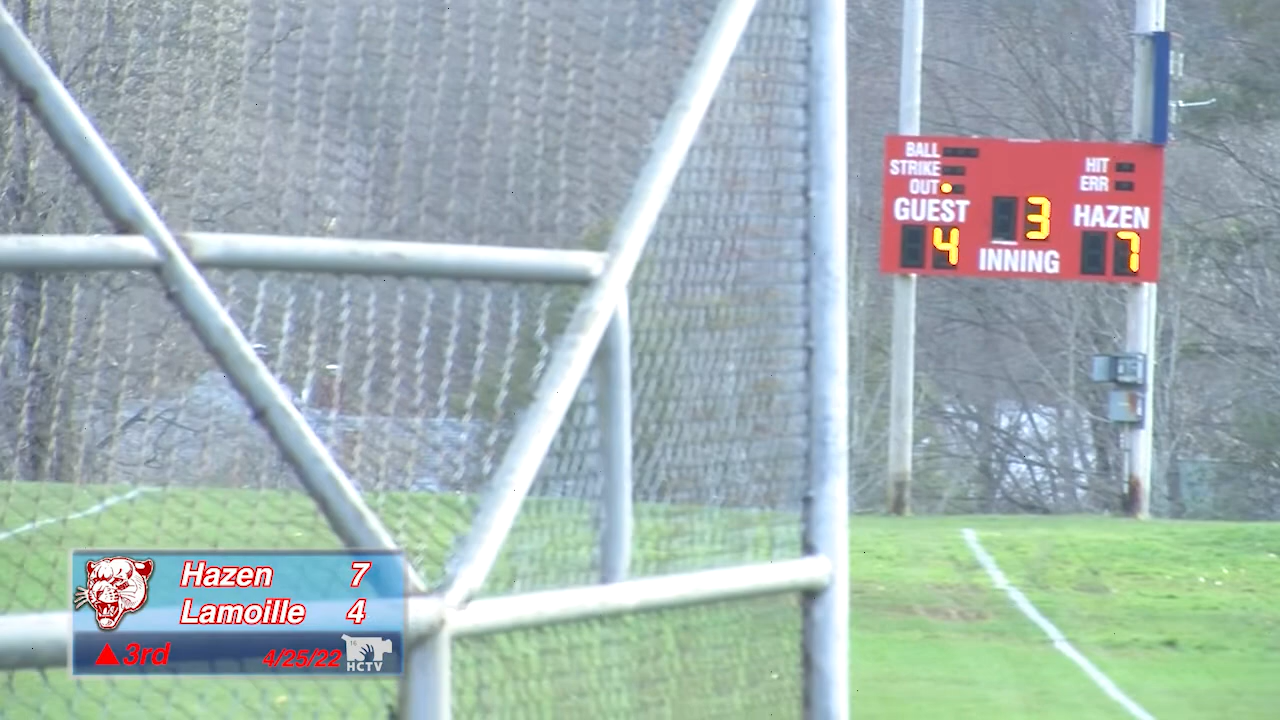 BALL
STRIKE
OUT
HIT
ERR
GUEST
3
HAZEN
4
INNING
7
Hazen 7
Lamoille 4
▲3rd 4/25/22
16
HCTV